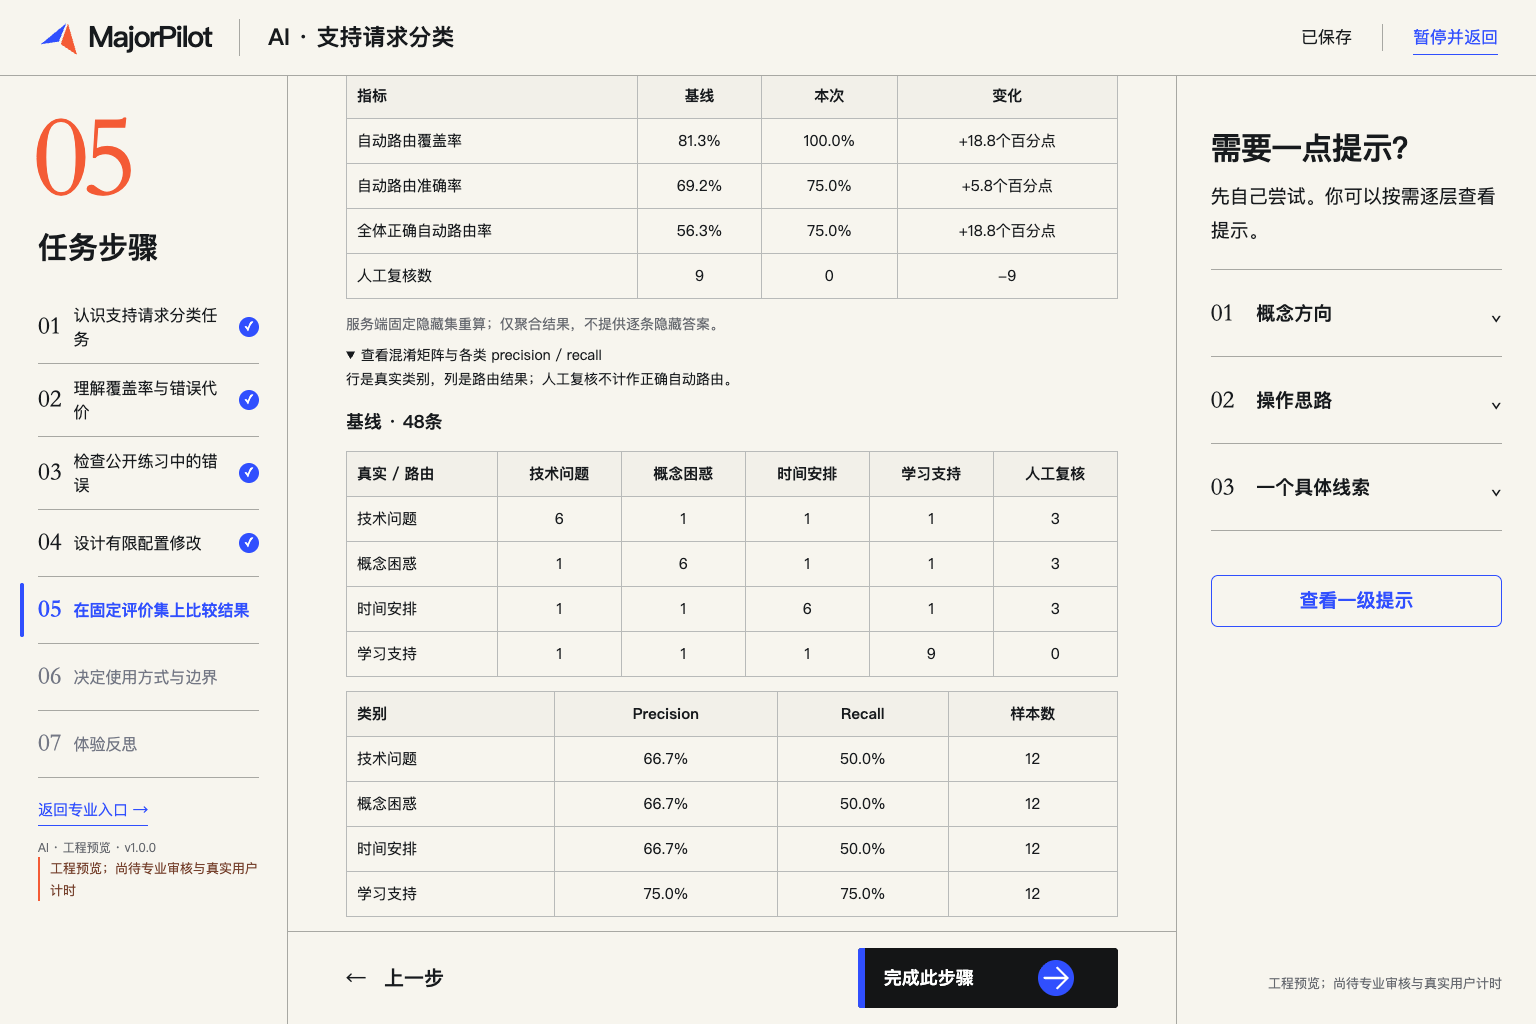 MajorPilot
AI · 支持请求分类
已保存
暂停并返回
05
任务步骤
01 认识支持请求分类任
务
02 理解覆盖率与错误代
价
03 检查公开练习中的错
误
04 设计有限配置修改
05 在固定评价集上比较结果
06 决定使用方式与边界
07 体验反思
返回专业入口 →
AI · 工程预览 · v1.0.0
工程预览；尚待专业审核与真实用户
计时
指标 基线 本次 变化
自动路由覆盖率 81.3% 100.0% +18.8个百分点
自动路由准确率 69.2% 75.0% +5.8个百分点
全体正确自动路由率 56.3% 75.0% +18.8个百分点
人工复核数 9 0 −9
服务端固定隐藏集重算；仅聚合结果，不提供逐条隐藏答案。
▼ 查看混淆矩阵与各类 precision / recall
行是真实类别，列是路由结果；人工复核不计作正确自动路由。
基线 · 48条
真实 / 路由 技术问题 概念困惑 时间安排 学习支持 人工复核
技术问题 6 1 1 1 3
概念困惑 1 6 1 1 3
时间安排 1 1 6 1 3
学习支持 1 1 1 9 0
类别 Precision Recall 样本数
技术问题 66.7% 50.0% 12
概念困惑 66.7% 50.0% 12
时间安排 66.7% 50.0% 12
学习支持 75.0% 75.0% 12
← 上一步
完成此步骤 →
需要一点提示？
先自己尝试。你可以按需逐层查看
提示。
01 概念方向
02 操作思路
03 一个具体线索
查看一级提示
工程预览；尚待专业审核与真实用户计时